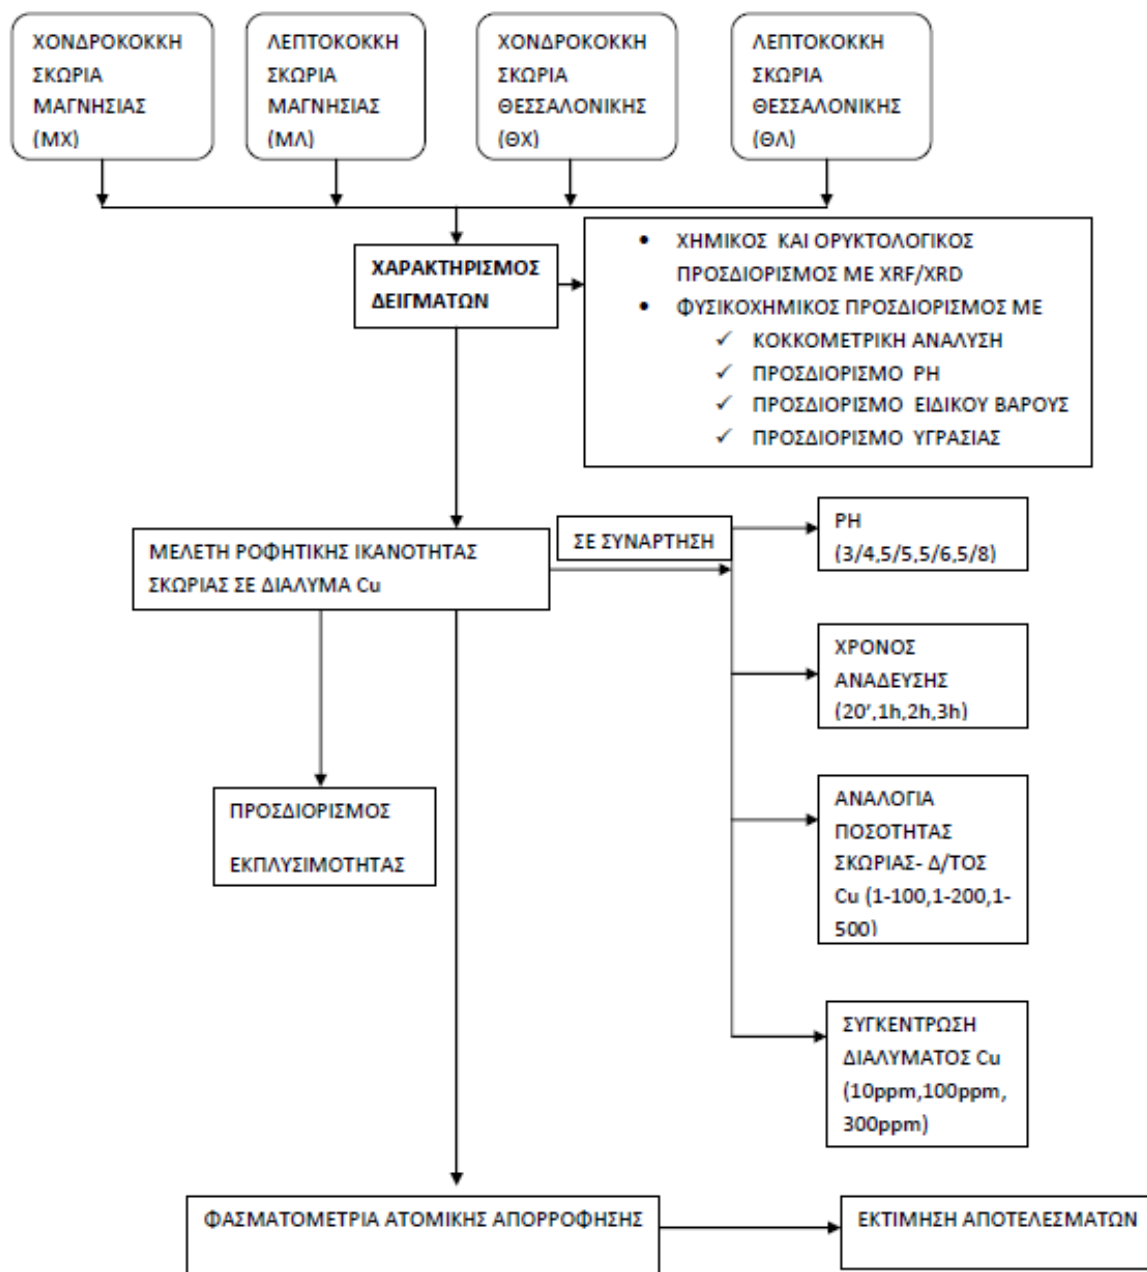 ΧΟΝΔΡΟΚΟΚΚΗ
ΣΚΩΡΙΑ
ΜΑΓΝΗΣΙΑΣ
(ΜΧ)
ΛΕΠΤΟΚΟΚΚΗ
ΣΚΩΡΙΑ
ΜΑΓΝΗΣΙΑΣ
(ΜΛ)
ΧΟΝΔΡΟΚΟΚΚΗ
ΣΚΩΡΙΑ
ΘΕΣΣΑΛΟΝΙΚΗΣ
(ΘΧ)
ΛΕΠΤΟΚΟΚΚΗ
ΣΚΩΡΙΑ
ΘΕΣΣΑΛΟΝΙΚΗΣ
(ΘΛ)
ΧΑΡΑΚΤΗΡΙΣΜΟΣ
ΔΕΙΓΜΑΤΩΝ
• ΧΗΜΙΚΟΣ ΚΑΙ ΟΡΥΚΤΟΛΟΓΙΚΟΣ
ΠΡΟΣΔΙΟΡΙΣΜΟΣ ΜΕ XRF/XRD
• ΦΥΣΙΚΟΧΗΜΙΚΟΣ ΠΡΟΣΔΙΟΡΙΣΜΟΣ ΜΕ
✓ ΚΟΚΚΟΜΕΤΡΙΚΗ ΑΝΑΛΥΣΗ
✓ ΠΡΟΣΔΙΟΡΙΣΜΟ PH
✓ ΠΡΟΣΔΙΟΡΙΣΜΟ ΕΙΔΙΚΟΥ ΒΑΡΟΥΣ
✓ ΠΡΟΣΔΙΟΡΙΣΜΟ ΥΓΡΑΣΙΑΣ
ΜΕΛΕΤΗ ΡΟΦΗΤΙΚΗΣ ΙΚΑΝΟΤΗΤΑΣ
ΣΚΩΡΙΑΣ ΣΕ ΔΙΑΛΥΜΑ Cu
ΣΕ ΣΥΝΑΡΤΗΣΗ
PH
(3/4,5/5,5/6,5/8)
ΧΡΟΝΟΣ
ΑΝΑΔΕΥΣΗΣ
(20’,1h,2h,3h)
ΑΝΑΛΟΓΙΑ
ΠΟΣΟΤΗΤΑΣ
ΣΚΩΡΙΑΣ- Δ/ΤΟΣ
Cu (1-100,1-200,1-
500)
ΣΥΓΚΕΝΤΡΩΣΗ
ΔΙΑΛΥΜΑΤΟΣ Cu
(10ppm,100ppm,
300ppm)
ΠΡΟΣΔΙΟΡΙΣΜΟΣ
ΕΚΠΛΥΣΙΜΟΤΗΤΑΣ
ΦΑΣΜΑΤΟΜΕΤΡΙΑ ΑΤΟΜΙΚΗΣ ΑΠΟΡΡΟΦΗΣΗΣ
ΕΚΤΙΜΗΣΗ ΑΠΟΤΕΛΕΣΜΑΤΩΝ